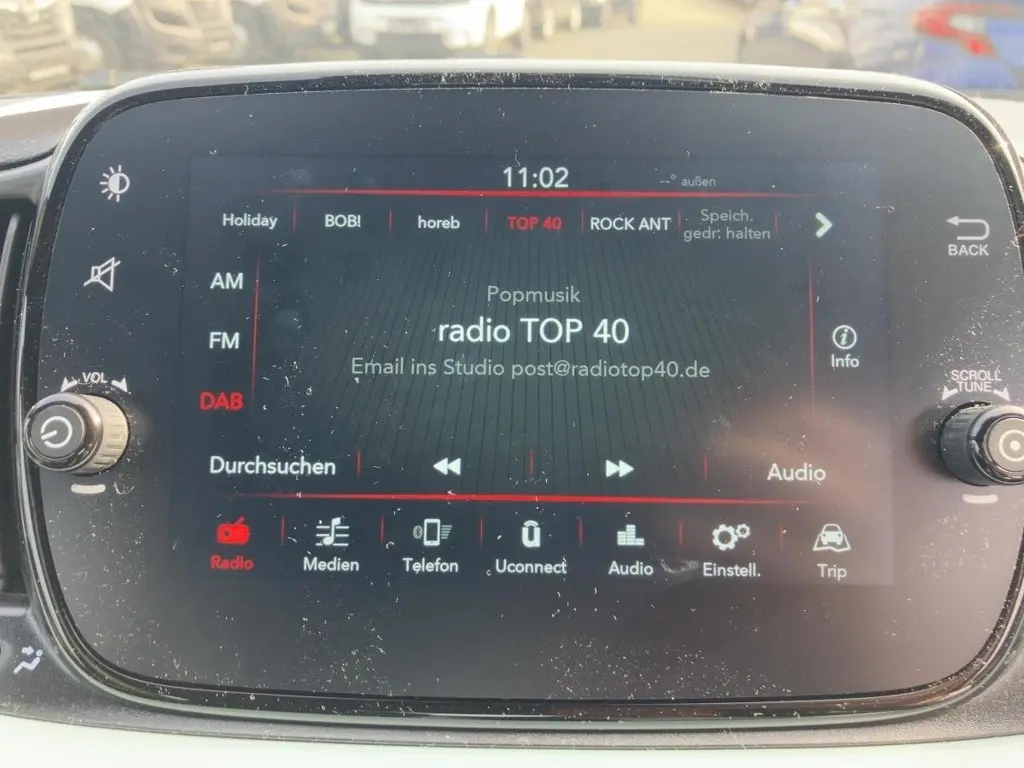 11:02
--° außen
Holiday
BOB!
horeb
TOP 40
ROCK ANT
Speich.
gedr: halten
BACK
AM
FM
DAB
Popmusik
radio TOP 40
Email ins Studio post@radiotop40.de
Info
VOL
SCROLL
TUNE
Durchsuchen
Audio
Radio
Medien
Telefon
Uconnect
Audio
Einstell.
Trip